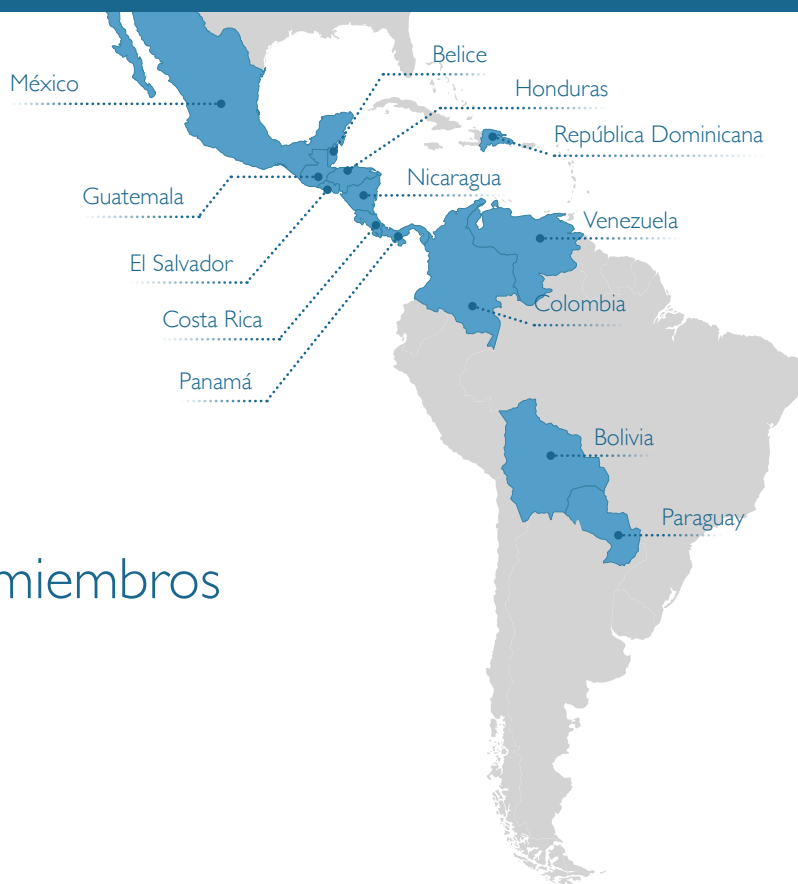 Belice
México
Honduras
República Dominicana
Nicaragua
Guatemala
Venezuela
El Salvador
Colombia
Costa Rica
Panamá
Bolivia
Paraguay
miembros